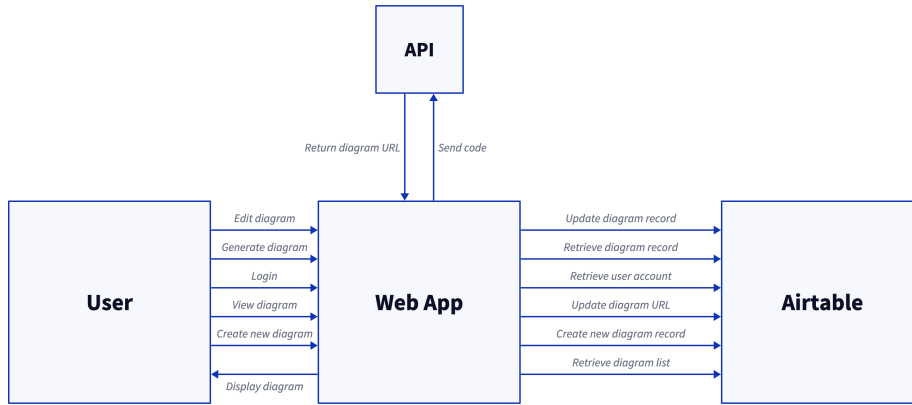 API
Return diagram URL
Send code
Edit diagram
Generate diagram
Login
View diagram
Create new diagram
Display diagram
User
Web App
Update diagram record
Retrieve diagram record
Retrieve user account
Update diagram URL
Create new diagram record
Retrieve diagram list
Airtable